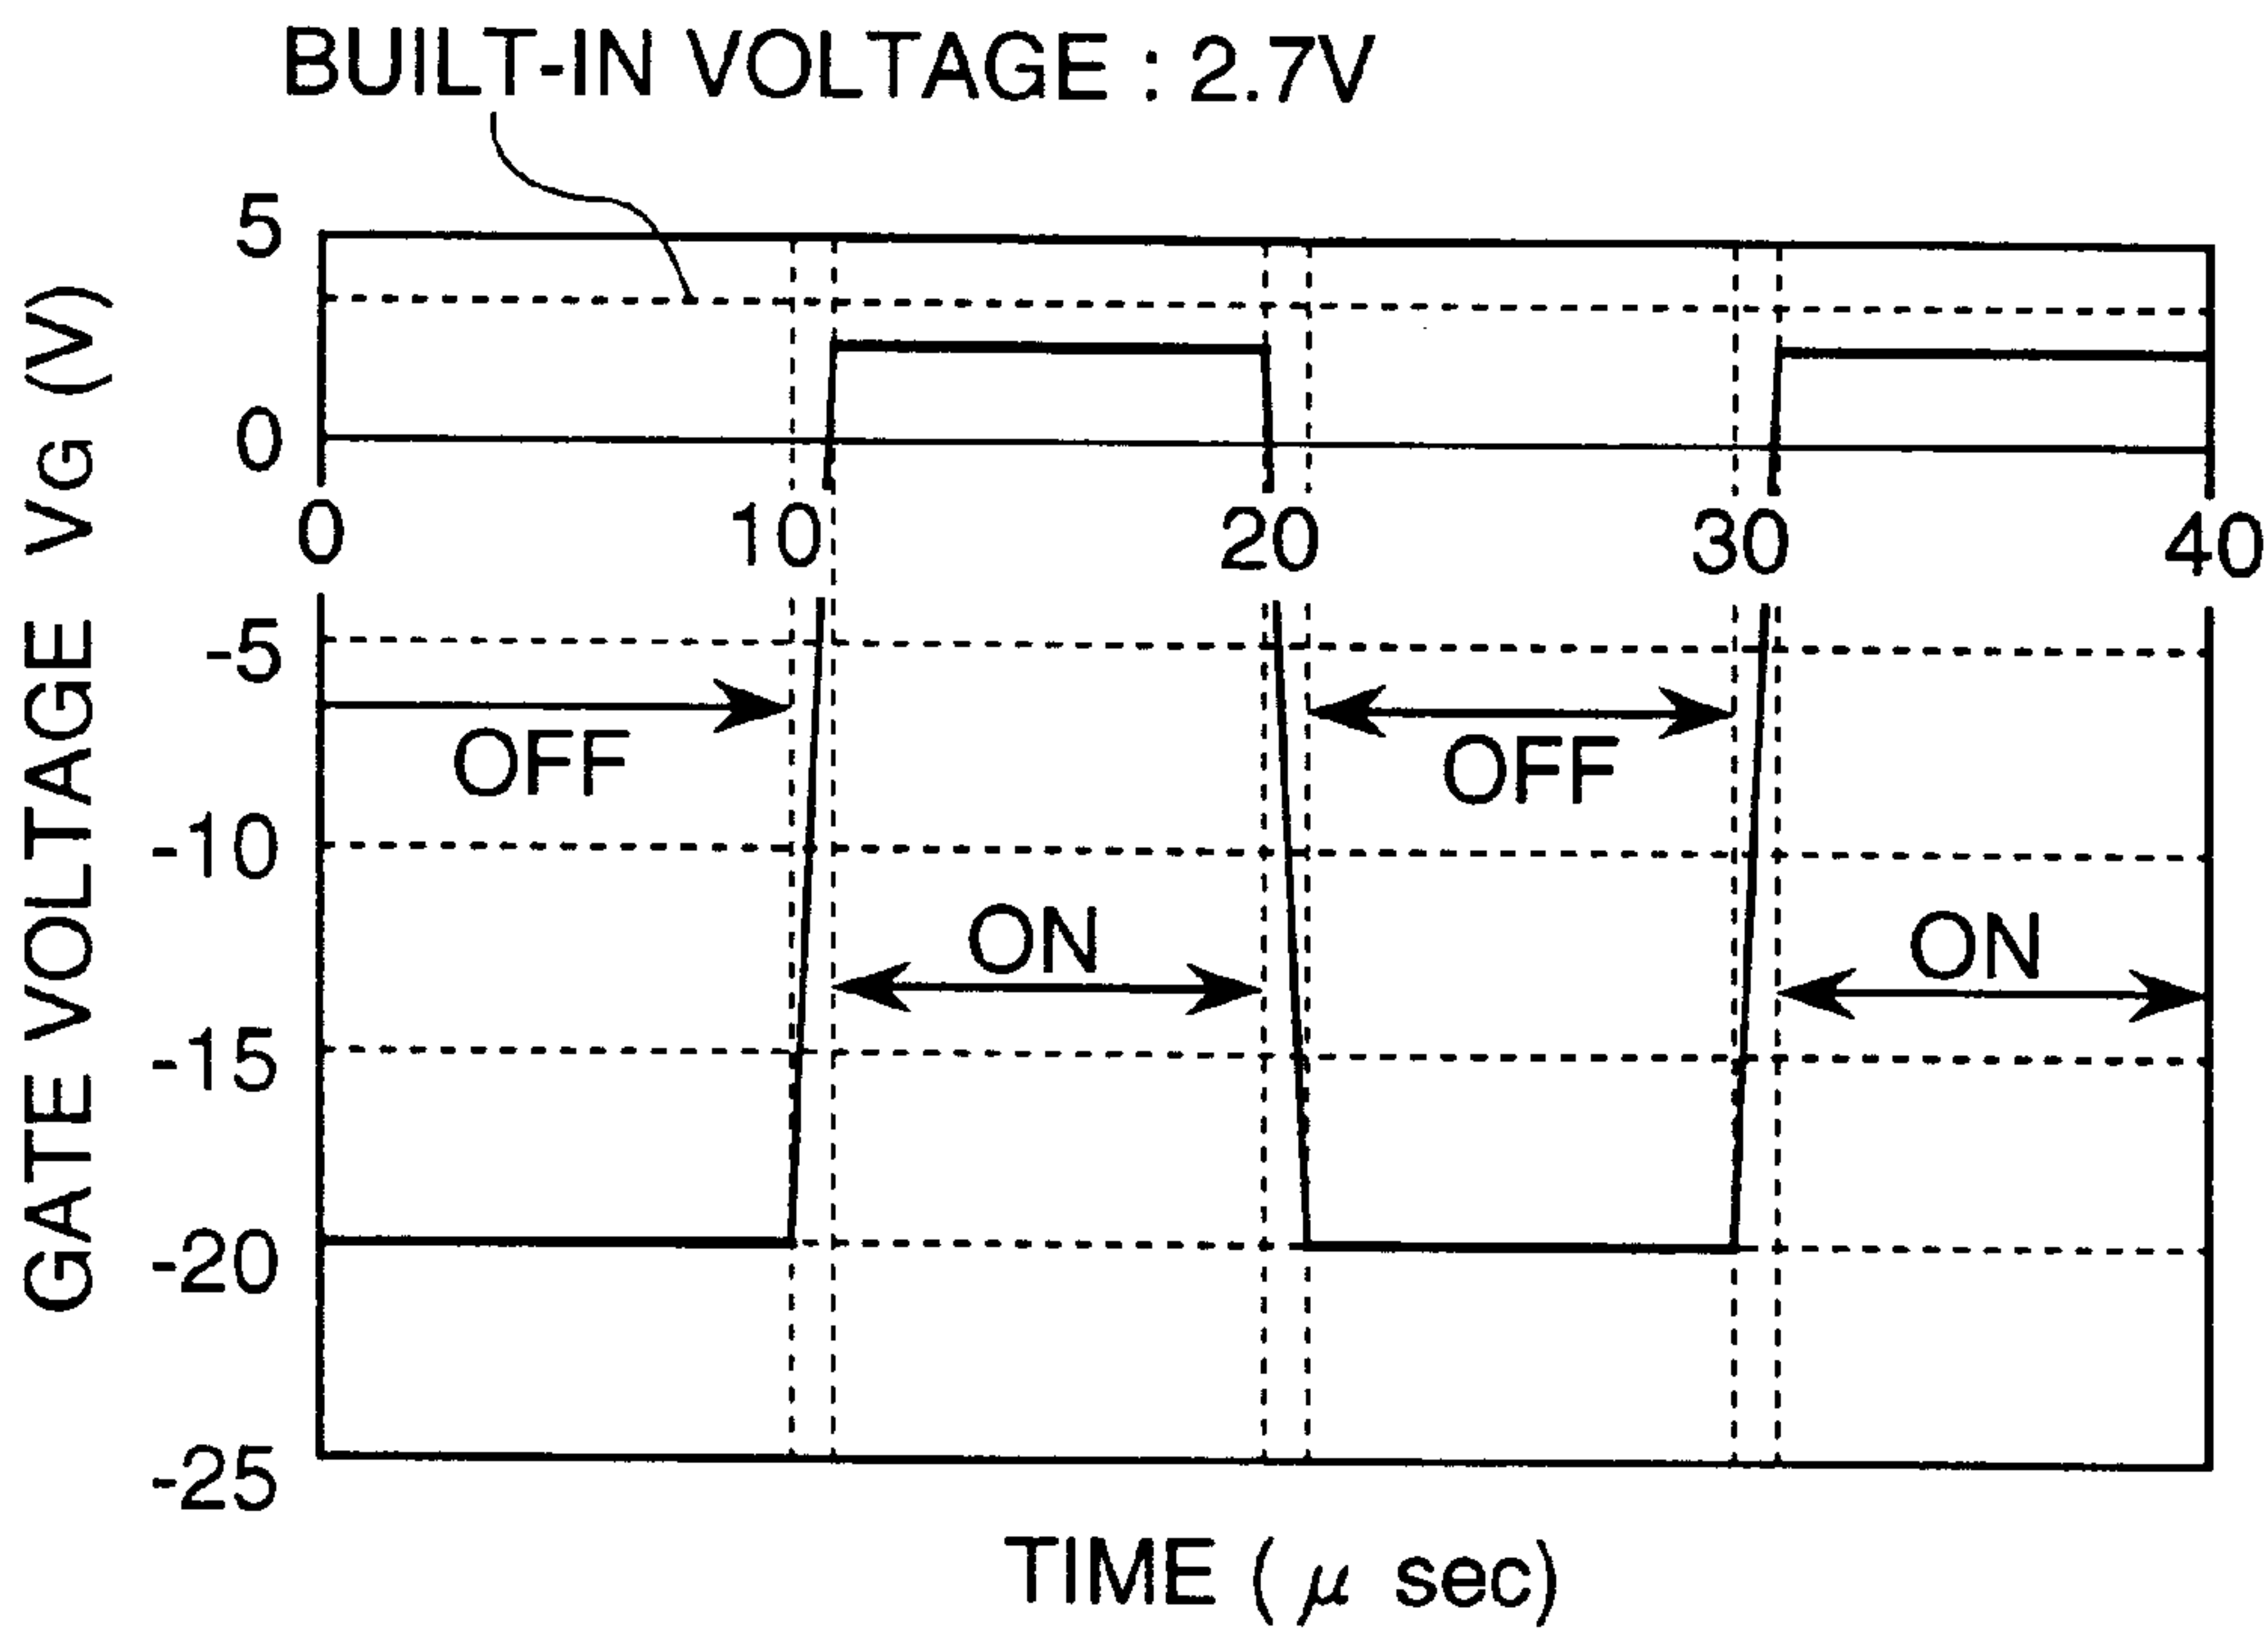 BUILT-IN VOLTAGE : 2.7V
GATE VOLTAGE VG (V)
5
0
0 10 20 30 40
-5
OFF
OFF
-10
ON
ON
-15
-20
-25
TIME ( μ sec)